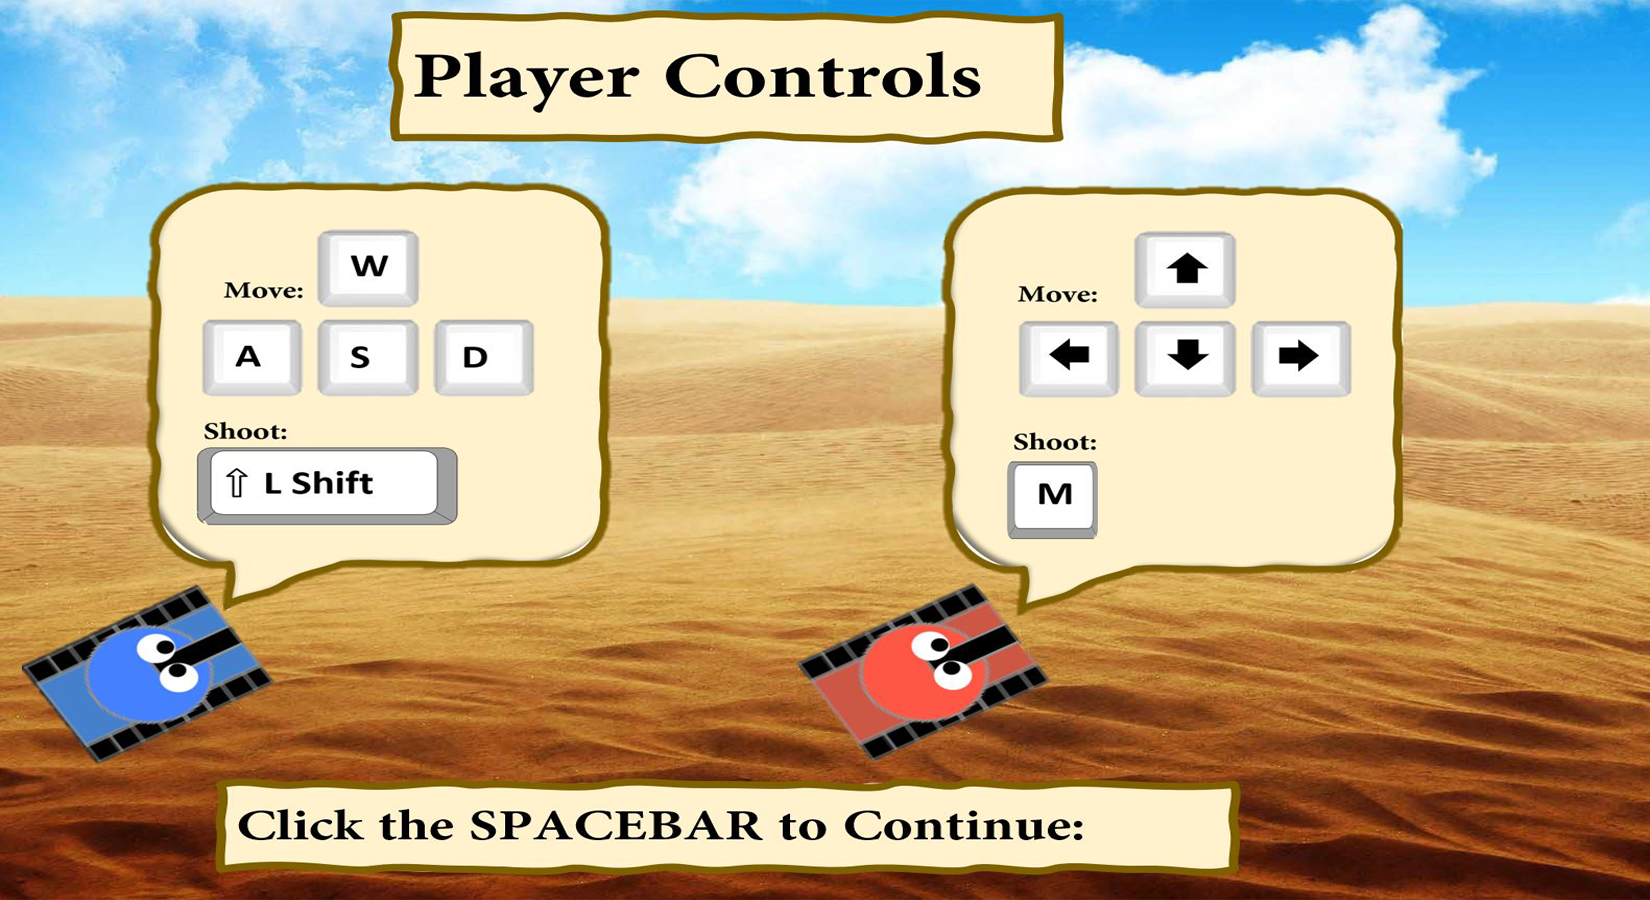 Player Controls
Move:
W
A S D
Shoot:
⇧ L Shift
Move:
⬆
⬅ ⬇ ➡
Shoot:
M
Click the SPACEBAR to Continue: